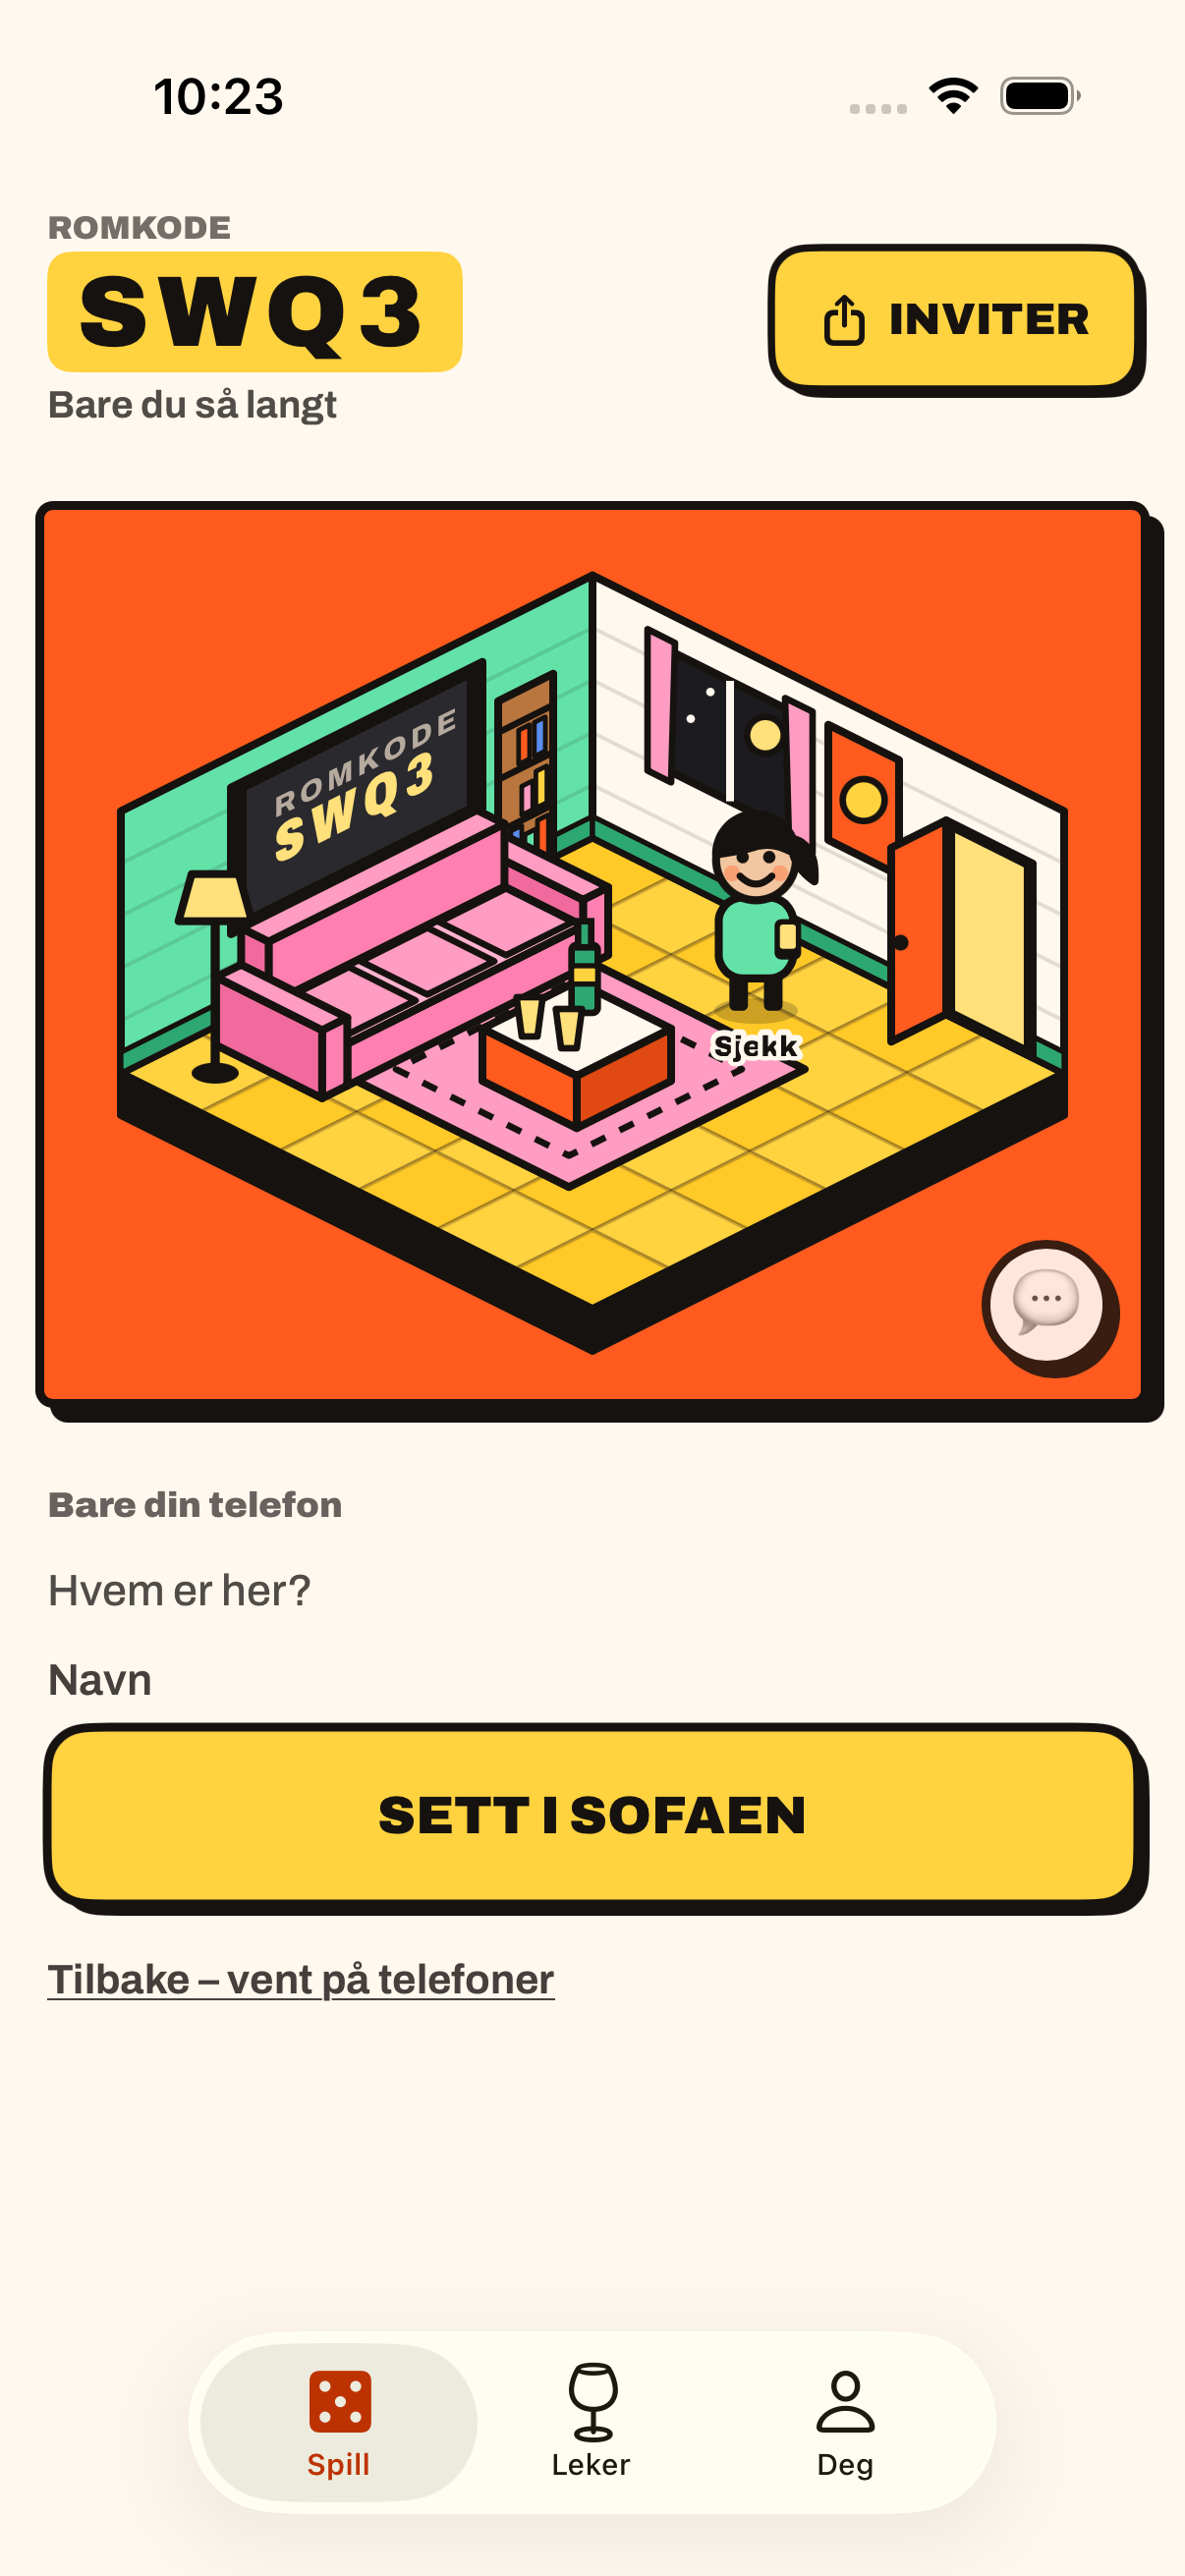 10:23
ROMKODE
SWQ3
Bare du så langt
INVITER
ROMKODE
SWQ3
Sjekk
Bare din telefon
Hvem er her?
Navn
SETT I SOFAEN
Tilbake – vent på telefoner
Spill
Leker
Deg